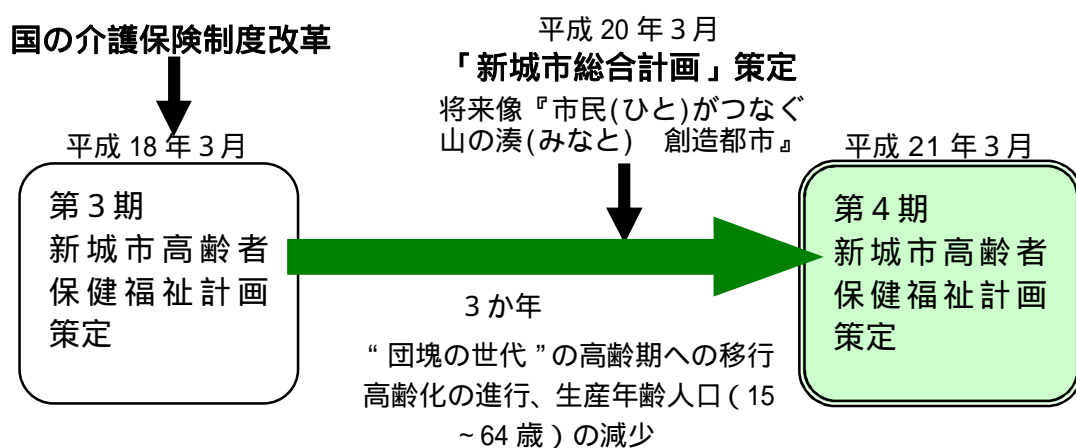 国の介護保険制度改革
平成 18 年３月
第３期
新城市高齢者
保健福祉計画
策定
平成 20 年３月
「新城市総合計画」策定
将来像『市民(ひと)がつなぐ
山の湊(みなと)　創造都市』
３か年
“団塊の世代”の高齢期への移行
高齢化の進行、生産年齢人口（15
～64 歳）の減少
平成 21 年３月
第４期
新城市高齢者
保健福祉計画
策定